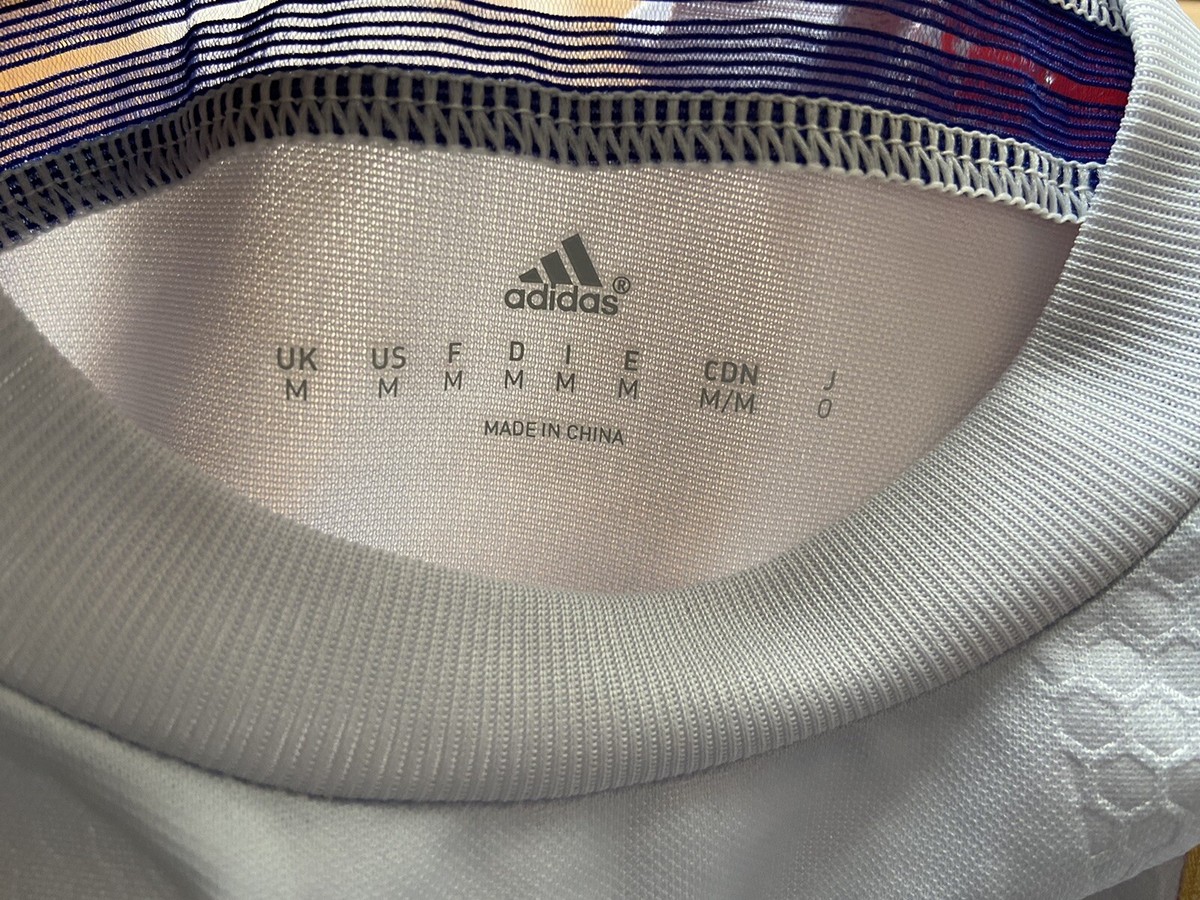 adidas®
UK US F D I E CDN J
M M M M M M M/M O
MADE IN CHINA